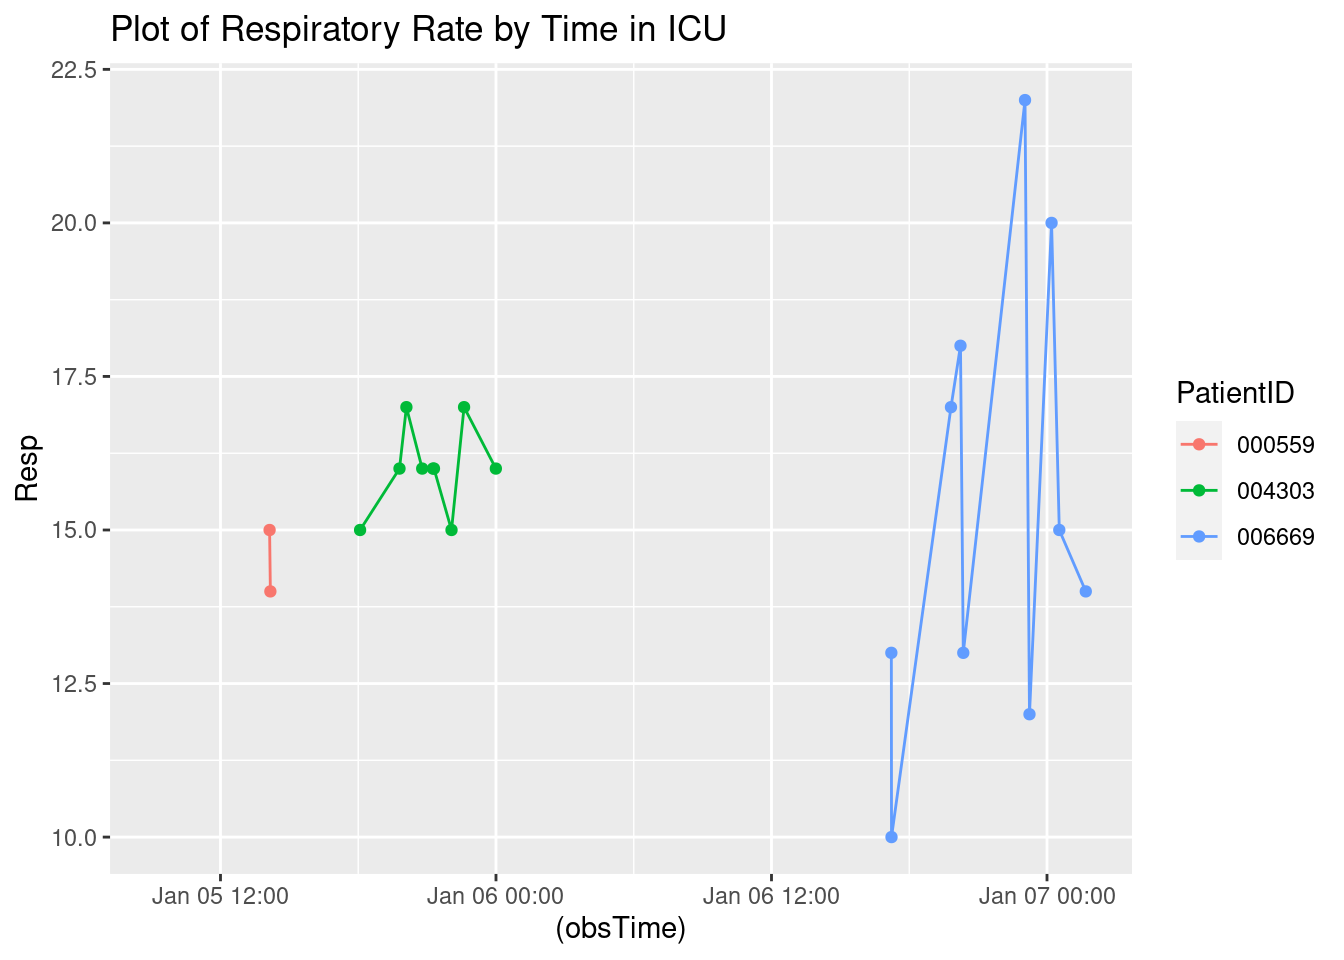 Plot of Respiratory Rate by Time in ICU
22.5
20.0
17.5
15.0
12.5
10.0
Resp
Jan 05 12:00
Jan 06 00:00
Jan 06 12:00
Jan 07 00:00
(obsTime)
PatientID
000559
004303
006669